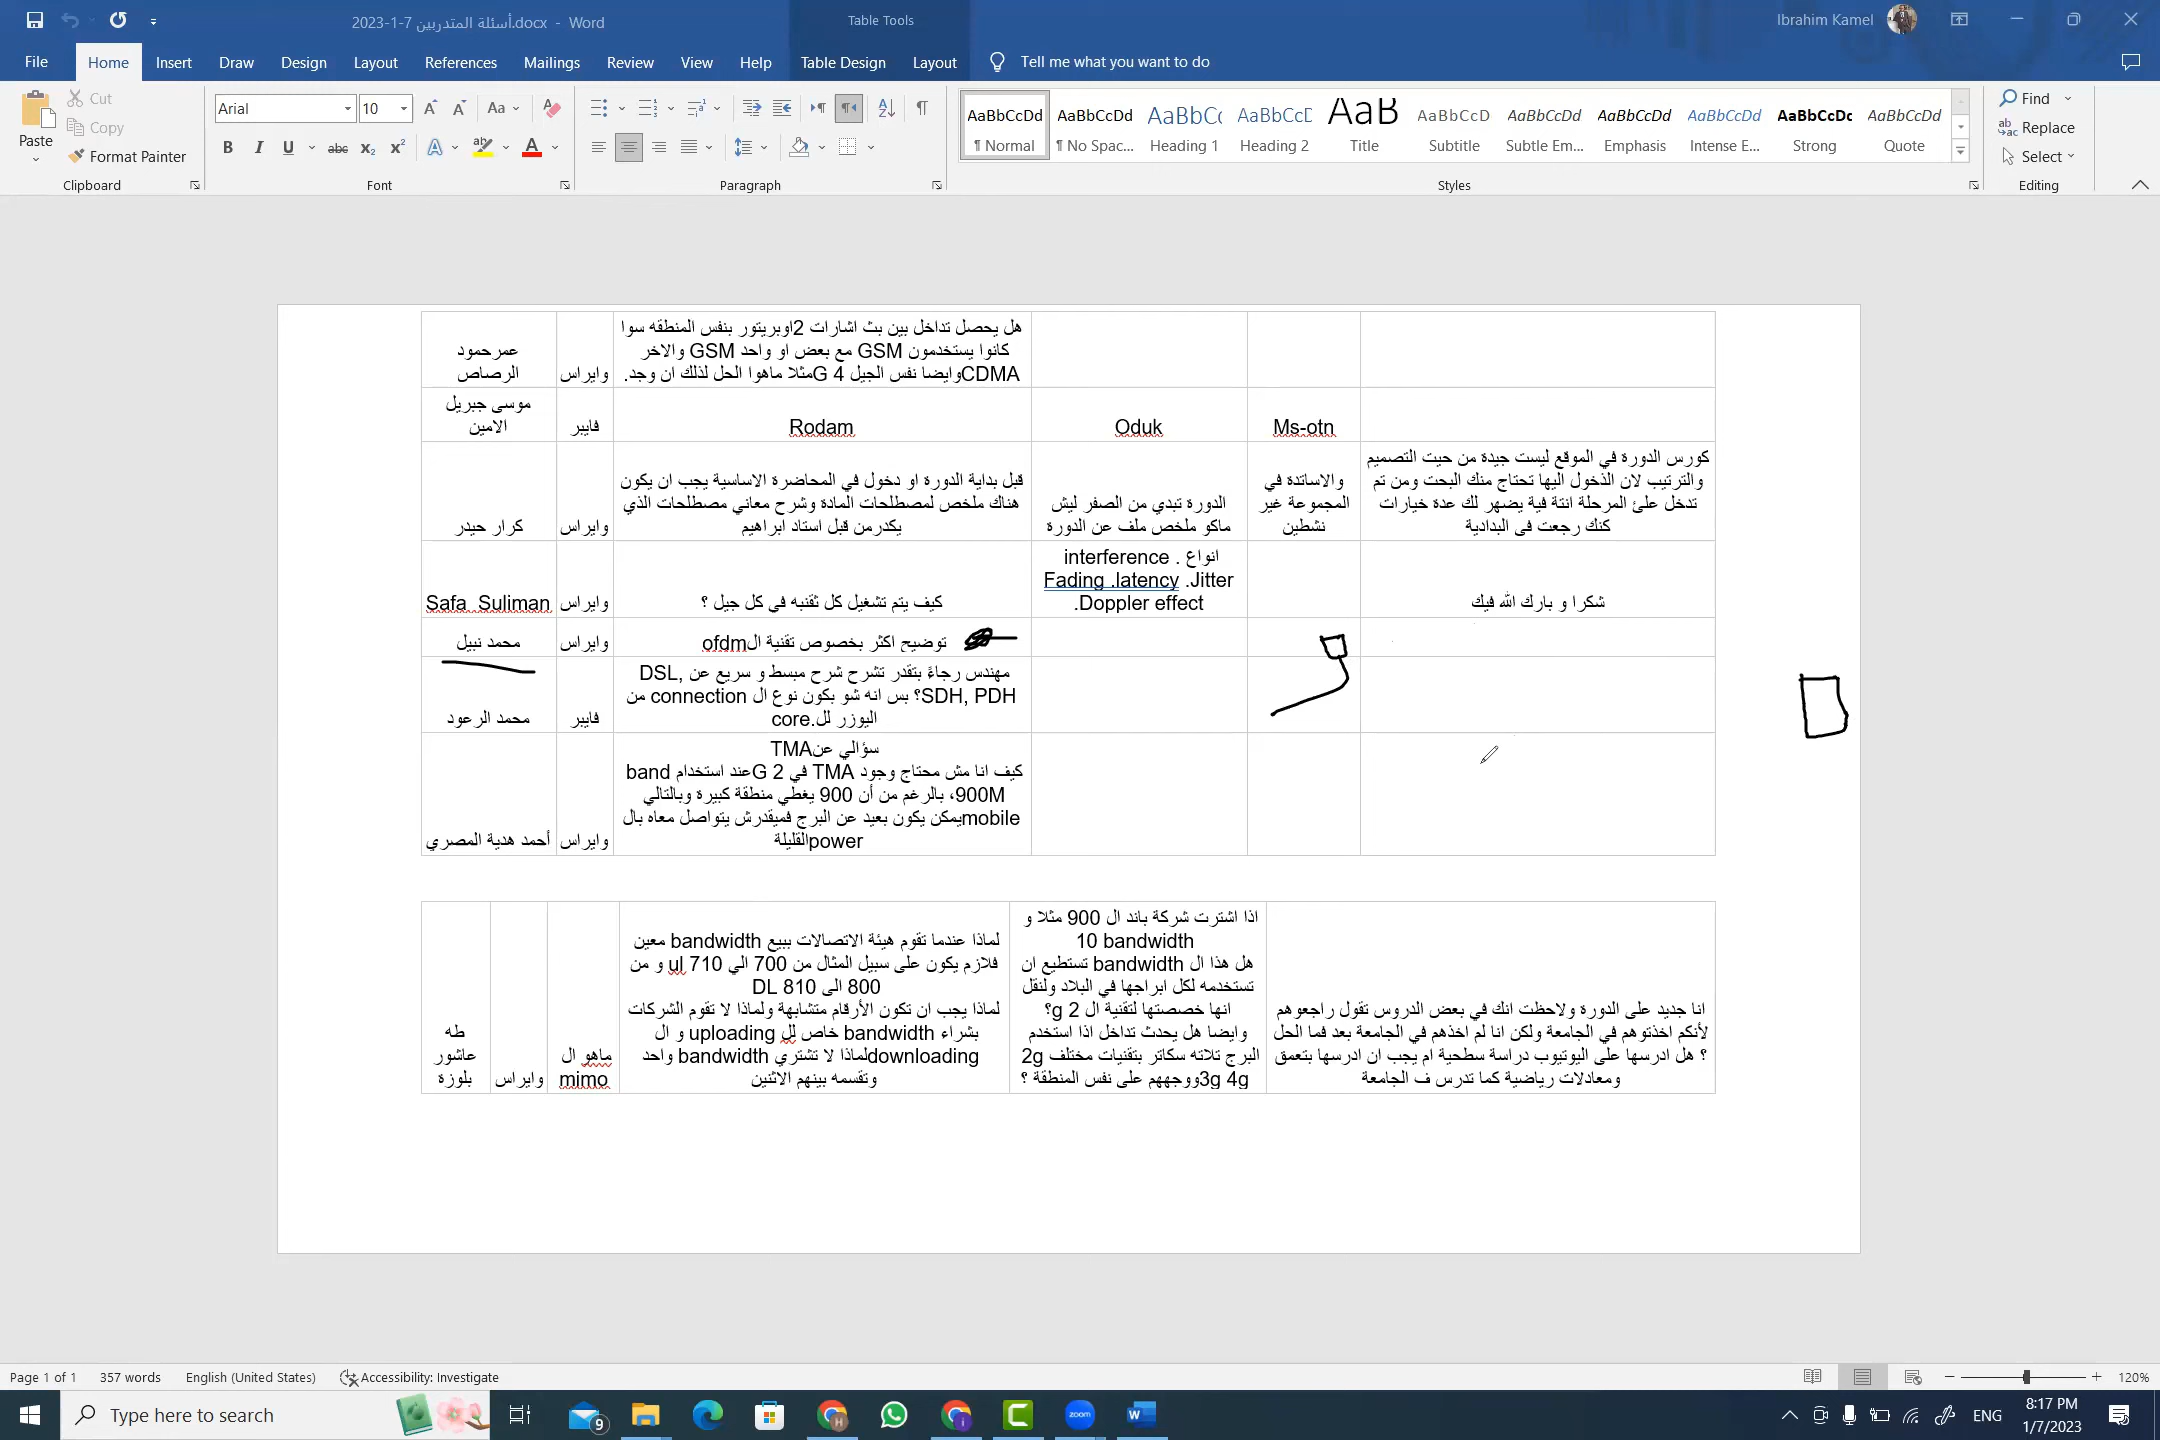 أسئلة المتدربين 7-1-2023.docx - Word
Table Tools
Ibrahim Kamel
File
Home
Insert
Draw
Design
Layout
References
Mailings
Review
View
Help
Table Design
Layout
Tell me what you want to do
Paste
Cut
Copy
Format Painter
Clipboard
Arial
10
Font
Paragraph
AaBbCcDd
¶ Normal
AaBbCcDd
¶ No Spac...
AaBbCc
Heading 1
AaBbCcD
Heading 2
AaB
Title
AaBbCcD
Subtitle
AaBbCcDd
Subtle Em...
AaBbCcDd
Emphasis
AaBbCcDd
Intense E...
AaBbCcDc
Strong
AaBbCcDd
Quote
Styles
Find
Replace
Select
Editing
عمرحمود
الرصاص
وايراس
هل يحصل تداخل بين بث اشارات 2اوبريتور بنفس المنطقه سوا
كانوا يستخدمون GSM مع بعض او واحد GSM والاخر
CDMAوايضا نفس الجيل 4 Gمثلا ماهوا الحل لذلك ان وجد.
موسى جبريل
الامين
فايبر
Rodam
Oduk
Ms-otn
كرار حيدر
وايراس
قبل بداية الدورة او دخول في المحاضرة الاساسية يجب ان يكون
هناك ملخص لمصطلحات المادة وشرح معاني مصطلحات الذي
يكدرمن قبل استاد ابراهيم
الدورة تبدي من الصفر ليش
ماكو ملخص ملف عن الدورة
والاساتدة في
المجموعة غير
نشطين
كورس الدورة في الموقع ليست جيدة من حيت التصميم
والترتيب لان الذخول اليها تحتاج منك البحت ومن تم
تدخل علئ المرحلة انتة فية يضهر لك عدة خيارات
كنك رجعت في البدادية
Safa Suliman
وايراس
كيف يتم تشغيل كل ثقنبه في كل جيل ؟
انواع . interference
Fading .latency .Jitter
.Doppler effect
شكرا و بارك الله فيك
محمد نبيل
وايراس
توضيح اكثر بخصوص تقنية الofdm
محمد الرعود
فايبر
مهندس رجاءً بتقدر تشرح شرح مبسط و سريع عن DSL,
SDH, PDH؟ بس انه شو بكون نوع ال connection من
اليوزر لل.core
أحمد هدية المصري
وايراس
سؤالي عنTMA
كيف انا مش محتاج وجود TMA في 2 Gعند استخدام band
900M، بالرغم من أن 900 يغطي منطقة كبيرة وبالتالي
mobileيمكن يكون بعيد عن البرج فميقدرش يتواصل معاه بال
powerالقليلة
طه
عاشور
بلوزة
وايراس
ماهو ال
mimo
لماذا عندما تقوم هيئة الاتصالات ببيع bandwidth معين
فلازم يكون على سبيل المثال من 700 الي 710 ul و من
800 الى 810 DL
لماذا يجب ان تكون الأرقام متشابهة ولماذا لا تقوم الشركات
بشراء bandwidth خاص لل uploading و ال
downloadingلماذا لا تشتري bandwidth واحد
وتقسمه بينهم الاثنين
اذا اشترت شركة باند ال 900 مثلا و
10 bandwidth
هل هذا ال bandwidth تستطيع ان
تستخدمه لكل ابراجها في البلاد ولنقل
انها خصصتها لتقنية ال 2 g؟
وايضا هل يحدث تداخل اذا استخدم
البرج تلاته سكاتر بتقنيات مختلف 2g
3g 4gووجههم على نفس المنطقة ؟
انا جديد على الدورة ولاحظت انك في بعض الدروس تقول راجعوهم
لأنكم اخذتوهم في الجامعة ولكن انا لم اخذهم في الجامعة بعد فما الحل
؟ هل ادرسها على اليوتيوب دراسة سطحية ام يجب ان ادرسها بتعمق
ومعادلات رياضية كما تدرس ف الجامعة
Page 1 of 1
357 words
English (United States)
Accessibility: Investigate
120%
Type here to search
9
zoom
ENG
8:17 PM
1/7/2023